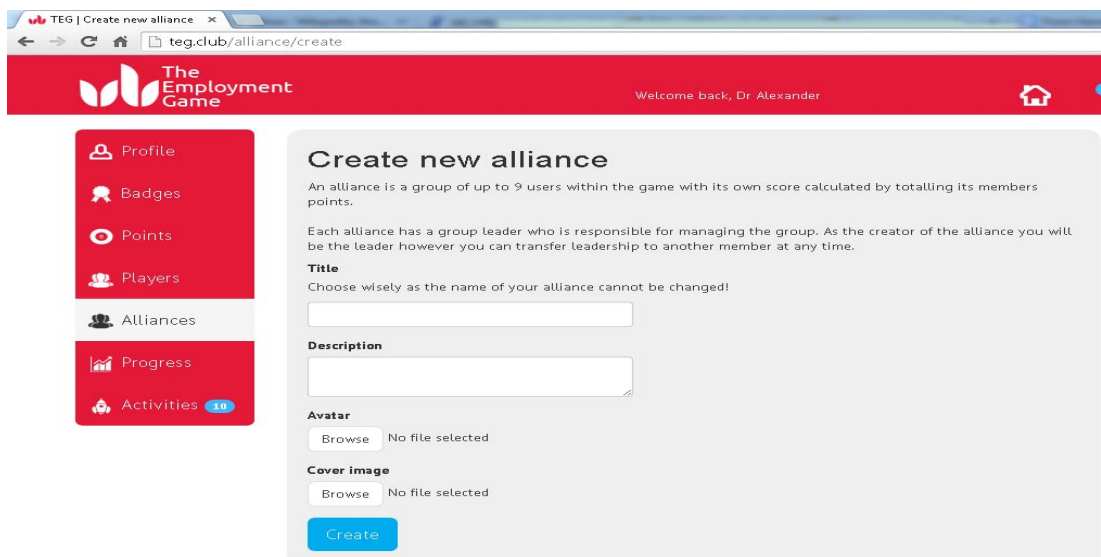 TEG | Create new alliance
teg.club/alliance/create
The
Employment
Game
Welcome back, Dr Alexander
Profile
Badges
Points
Players
Alliances
Progress
Activities 10
Create new alliance
An alliance is a group of up to 9 users within the game with its own score calculated by totalling its members
points.
Each alliance has a group leader who is responsible for managing the group. As the creator of the alliance you will
be the leader however you can transfer leadership to another member at any time.
Title
Choose wisely as the name of your alliance cannot be changed!
Description
Avatar
Browse No file selected
Cover image
Browse No file selected
Create